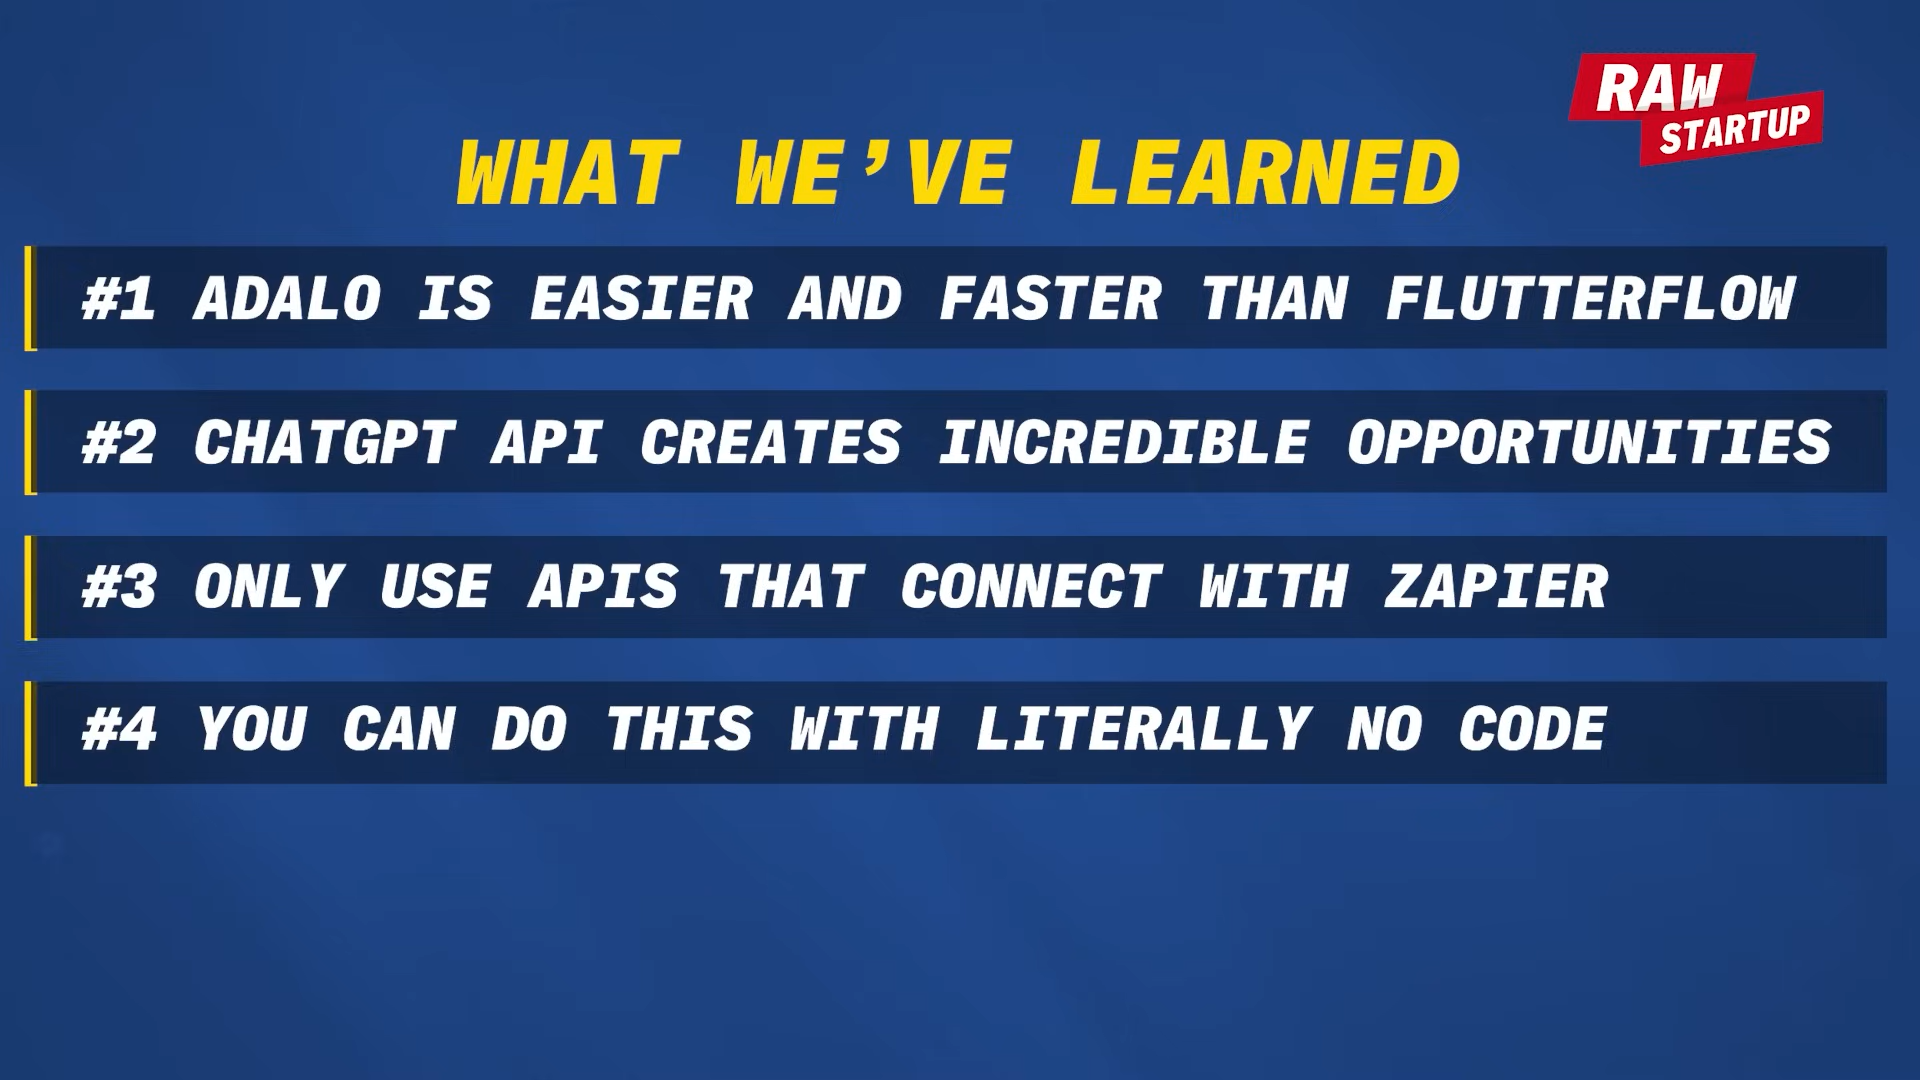 RAW
STARTUP
WHAT WE’VE LEARNED
#1 ADALO IS EASIER AND FASTER THAN FLUTTERFLOW
#2 CHATGPT API CREATES INCREDIBLE OPPORTUNITIES
#3 ONLY USE APIS THAT CONNECT WITH ZAPIER
#4 YOU CAN DO THIS WITH LITERALLY NO CODE